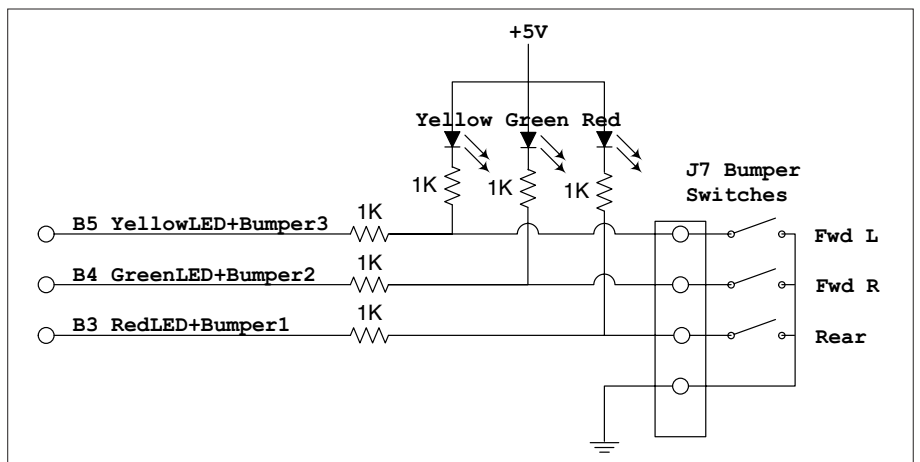 +5V
Yellow Green Red
1K
1K
1K
J7 Bumper
Switches
1K
B5 YellowLED+Bumper3
Fwd L
1K
B4 GreenLED+Bumper2
Fwd R
1K
B3 RedLED+Bumper1
Rear